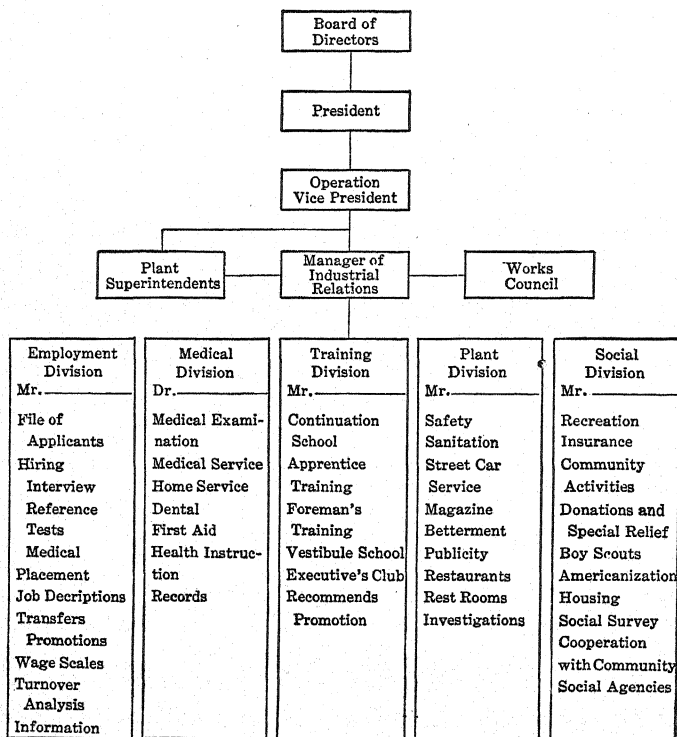 Board of
Directors
President
Operation
Vice President
Plant
Superintendents
Manager of
Industrial
Relations
Works
Council
Employment
Division
Mr.
File of
Applicants
Hiring
Interview
Reference
Tests
Medical
Placement
Job Decriptions
Transfers
Promotions
Wage Scales
Turnover
Analysis
Information
Medical
Division
Dr.
Medical Exami-
nation
Medical Service
Home Service
Dental
First Aid
Health Instruc-
tion
Records
Training
Division
Mr.
Continuation
School
Apprentice
Training
Foreman's
Training
Vestibule School
Executive's Club
Recommends
Promotion
Plant
Division
Mr.
Safety
Sanitation
Street Car
Service
Magazine
Betterment
Publicity
Restaurants
Rest Rooms
Investigations
Social
Division
Mr.
Recreation
Insurance
Community
Activities
Donations and
Special Relief
Boy Scouts
Americanization
Housing
Social Survey
Cooperation
with Community
Social Agencies